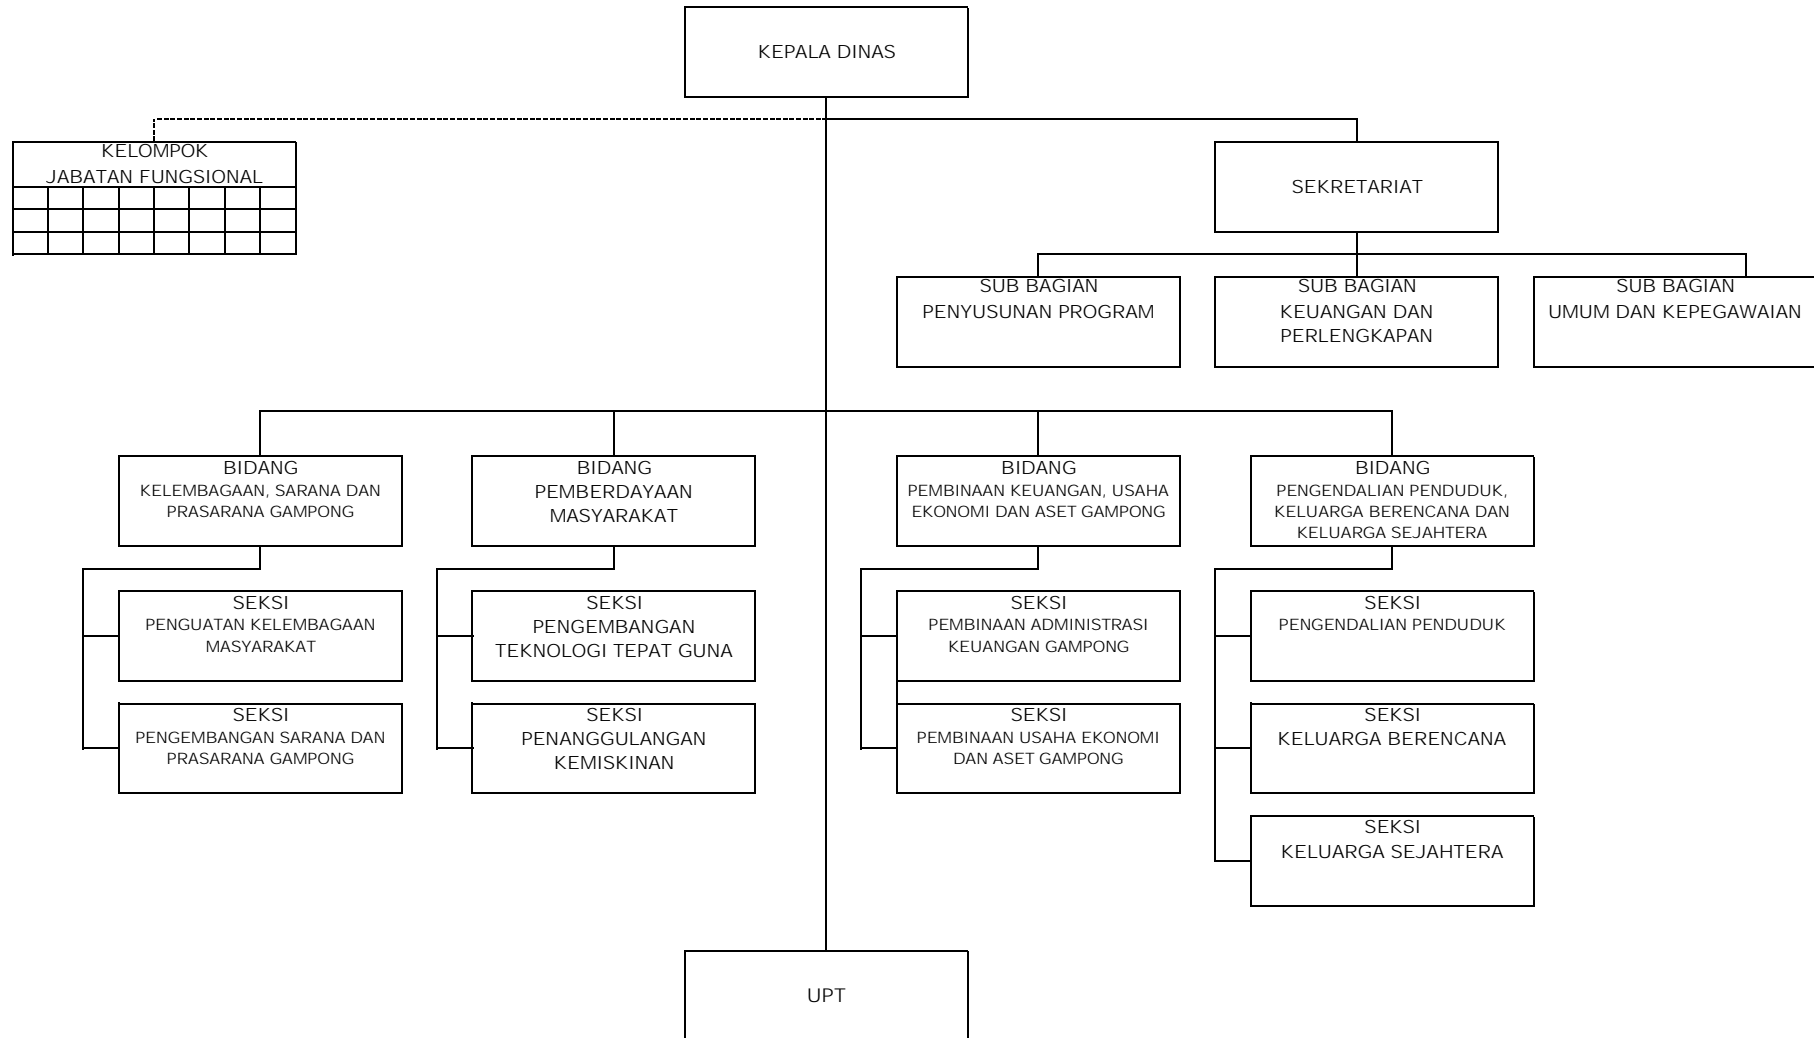 KEPALA DINAS
KELOMPOK
JABATAN FUNGSIONAL
SEKRETARIAT
SUB BAGIAN
PENYUSUNAN PROGRAM
SUB BAGIAN
KEUANGAN DAN
PERLENGKAPAN
SUB BAGIAN
UMUM DAN KEPEGAWAIAN
BIDANG
KELEMBAGAAN, SARANA DAN
PRASARANA GAMPONG
BIDANG
PEMBERDAYAAN
MASYARAKAT
BIDANG
PEMBINAAN KEUANGAN, USAHA
EKONOMI DAN ASET GAMPONG
BIDANG
PENGENDALIAN PENDUDUK,
KELUARGA BERENCANA DAN
KELUARGA SEJAHTERA
SEKSI
PENGUATAN KELEMBAGAAN
MASYARAKAT
SEKSI
PENGEMBANGAN
TEKNOLOGI TEPAT GUNA
SEKSI
PEMBINAAN ADMINISTRASI
KEUANGAN GAMPONG
SEKSI
PENGENDALIAN PENDUDUK
SEKSI
PENGEMBANGAN SARANA DAN
PRASARANA GAMPONG
SEKSI
PENANGGULANGAN
KEMISKINAN
SEKSI
PEMBINAAN USAHA EKONOMI
DAN ASET GAMPONG
SEKSI
KELUARGA BERENCANA
SEKSI
KELUARGA SEJAHTERA
UPT